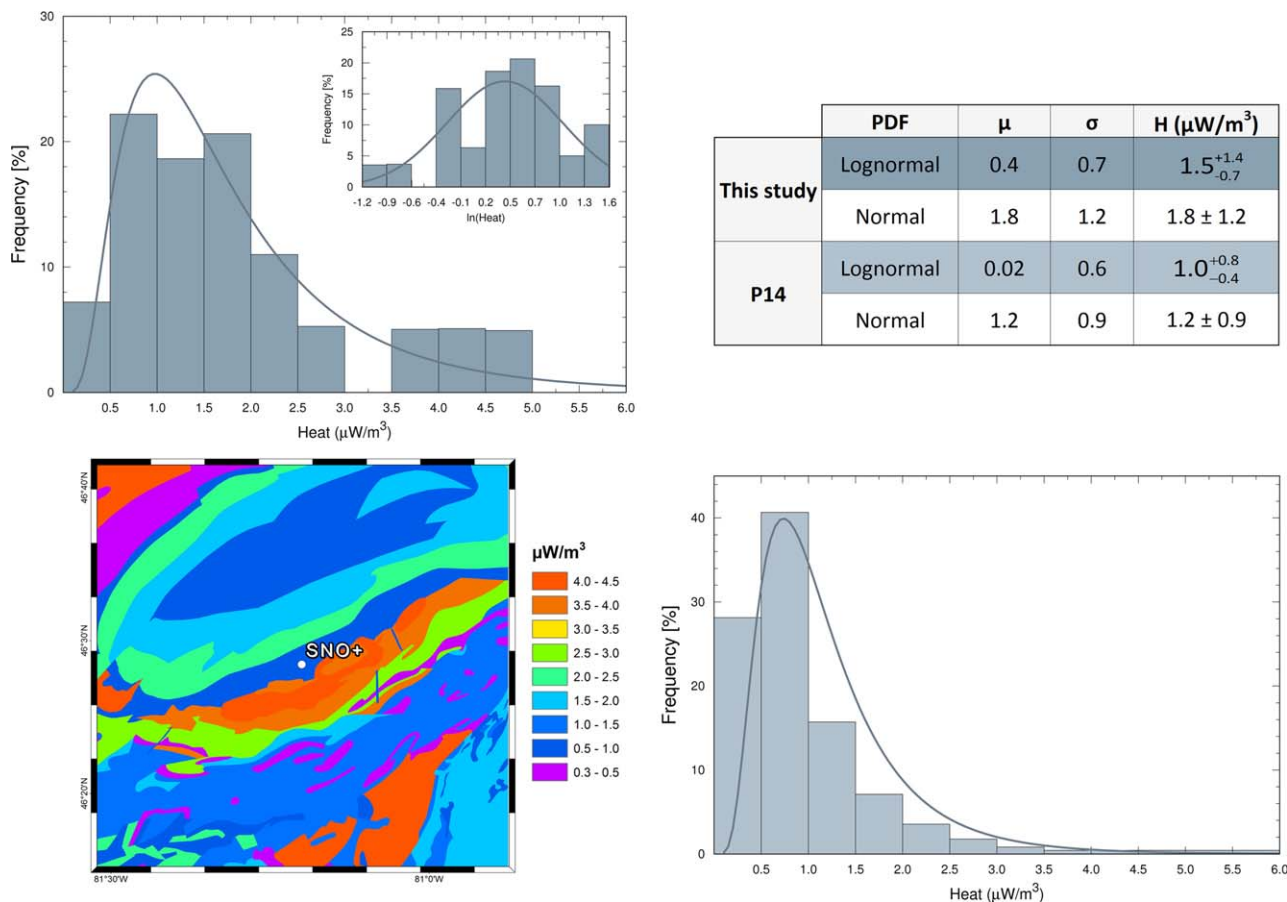 30
20
10
0
Frequency [%]
0.5 1.0 1.5 2.0 2.5 3.0 3.5 4.0 4.5 5.0 5.5 6.0
Heat (μW/m³)
25
20
15
10
5
0
Frequency [%]
-1.2 -0.9 -0.6 -0.4 -0.1 0.2 0.5 0.7 1.0 1.3 1.6
ln(Heat)
PDF μ σ H (μW/m³)
This study
Lognormal 0.4 0.7 1.5 +1.4 -0.7
Normal 1.8 1.2 1.8 ± 1.2
P14
Lognormal 0.02 0.6 1.0 +0.8 −0.4
Normal 1.2 0.9 1.2 ± 0.9
46°40'N
46°30'N
46°20'N
81°30'W 81°0'W
SNO+
μW/m³
4.0 - 4.5
3.5 - 4.0
3.0 - 3.5
2.5 - 3.0
2.0 - 2.5
1.5 - 2.0
1.0 - 1.5
0.5 - 1.0
0.3 - 0.5
40
30
20
10
0
Frequency [%]
0.5 1.0 1.5 2.0 2.5 3.0 3.5 4.0 4.5 5.0 5.5 6.0
Heat (μW/m³)